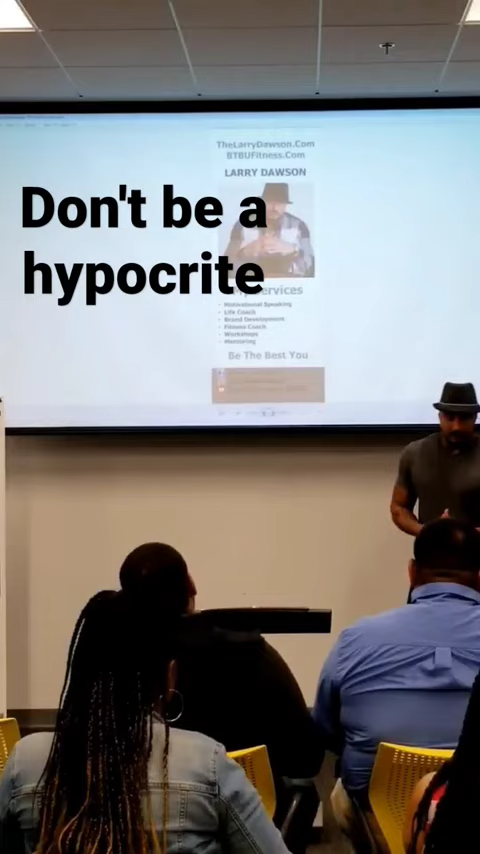 TheLarryDawson.Com
BTBUFitness.Com
LARRY DAWSON
Don't be a
hypocrite
Services
Motivational Speaking
Life Coach
Brand Development
Fitness Coach
Workshops
Mentoring
Be The Best You